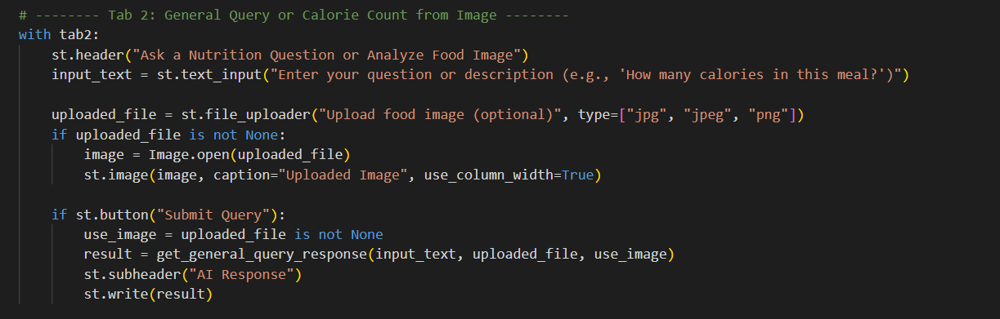 # -------- Tab 2: General Query or Calorie Count from Image --------
with tab2:
    st.header("Ask a Nutrition Question or Analyze Food Image")
    input_text = st.text_input("Enter your question or description (e.g., 'How many calories in this meal?')")

    uploaded_file = st.file_uploader("Upload food image (optional)", type=["jpg", "jpeg", "png"])
    if uploaded_file is not None:
        image = Image.open(uploaded_file)
        st.image(image, caption="Uploaded Image", use_column_width=True)

    if st.button("Submit Query"):
        use_image = uploaded_file is not None
        result = get_general_query_response(input_text, uploaded_file, use_image)
        st.subheader("AI Response")
        st.write(result)